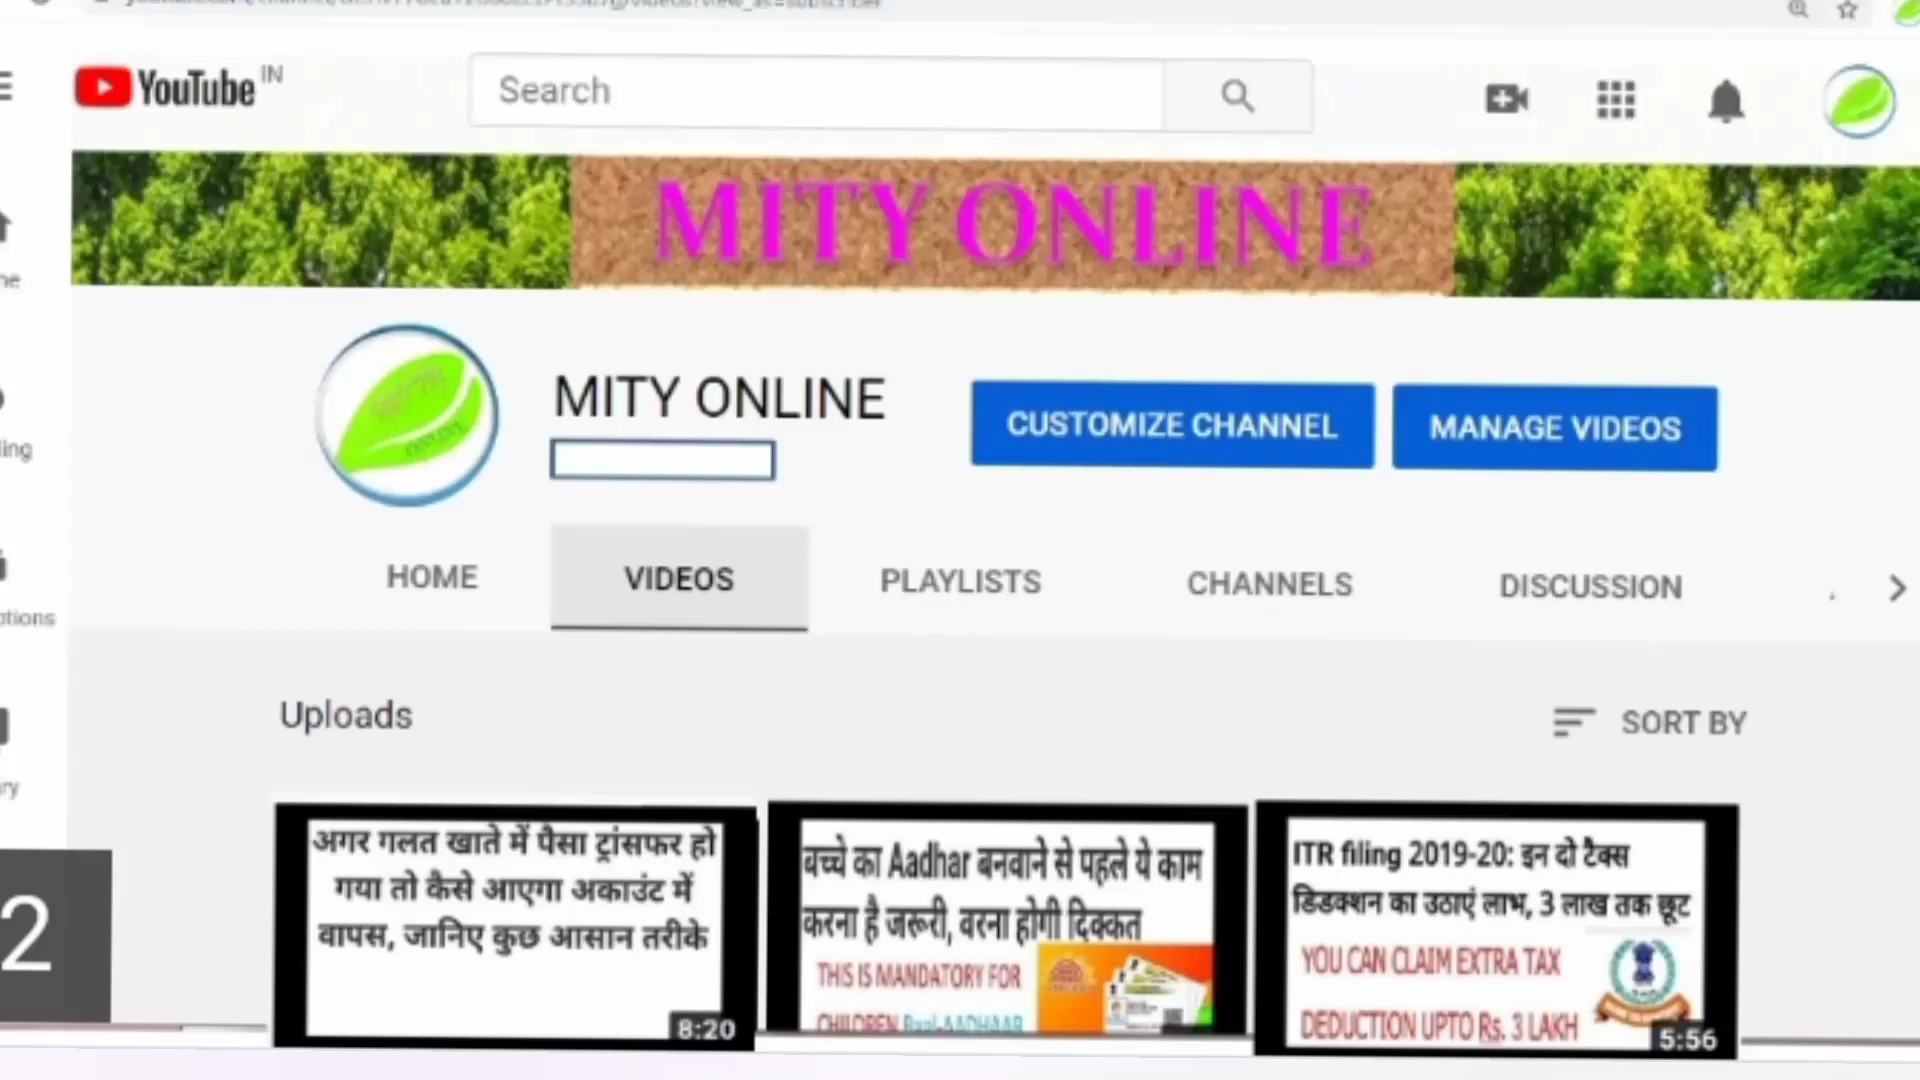 YouTube IN
Search
MITY ONLINE
MITY ONLINE
CUSTOMIZE CHANNEL
MANAGE VIDEOS
HOME
VIDEOS
PLAYLISTS
CHANNELS
DISCUSSION
Uploads
SORT BY
अगर गलत खाते में पैसा ट्रांसफर हो
गया तो कैसे आएगा अकाउंट में
वापस, जानिए कुछ आसान तरीके
8:20
बच्चे का Aadhar बनवाने से पहले ये काम
करना है जरूरी, वरना होगी दिक्कत
THIS IS MANDATORY FOR
CHILDREN Baal-AADHAAR
ITR filing 2019-20: इन दो टैक्स
डिडक्शन का उठाएं लाभ, 3 लाख तक छूट
YOU CAN CLAIM EXTRA TAX
DEDUCTION UPTO Rs. 3 LAKH
5:56
2